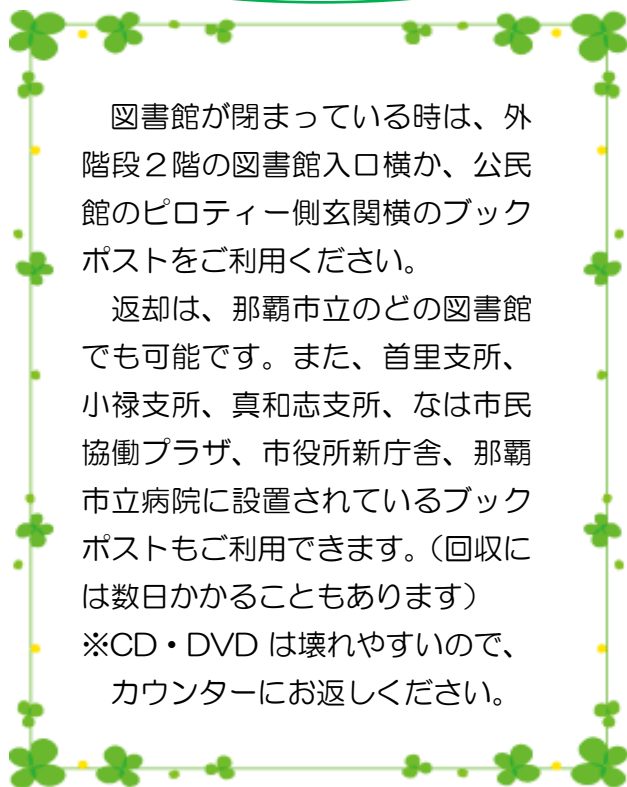 図書館が閉まっている時は、外
階段２階の図書館入口横か、公民
館のピロティー側玄関横のブック
ポストをご利用ください。
　返却は、那覇市立のどの図書館
でも可能です。また、首里支所、
小禄支所、真和志支所、なは市民
協働プラザ、市役所新庁舎、那覇
市立病院に設置されているブック
ポストもご利用できます。（回収に
は数日かかることもあります）
※CD・DVD は壊れやすいので、
　カウンターにお返しください。